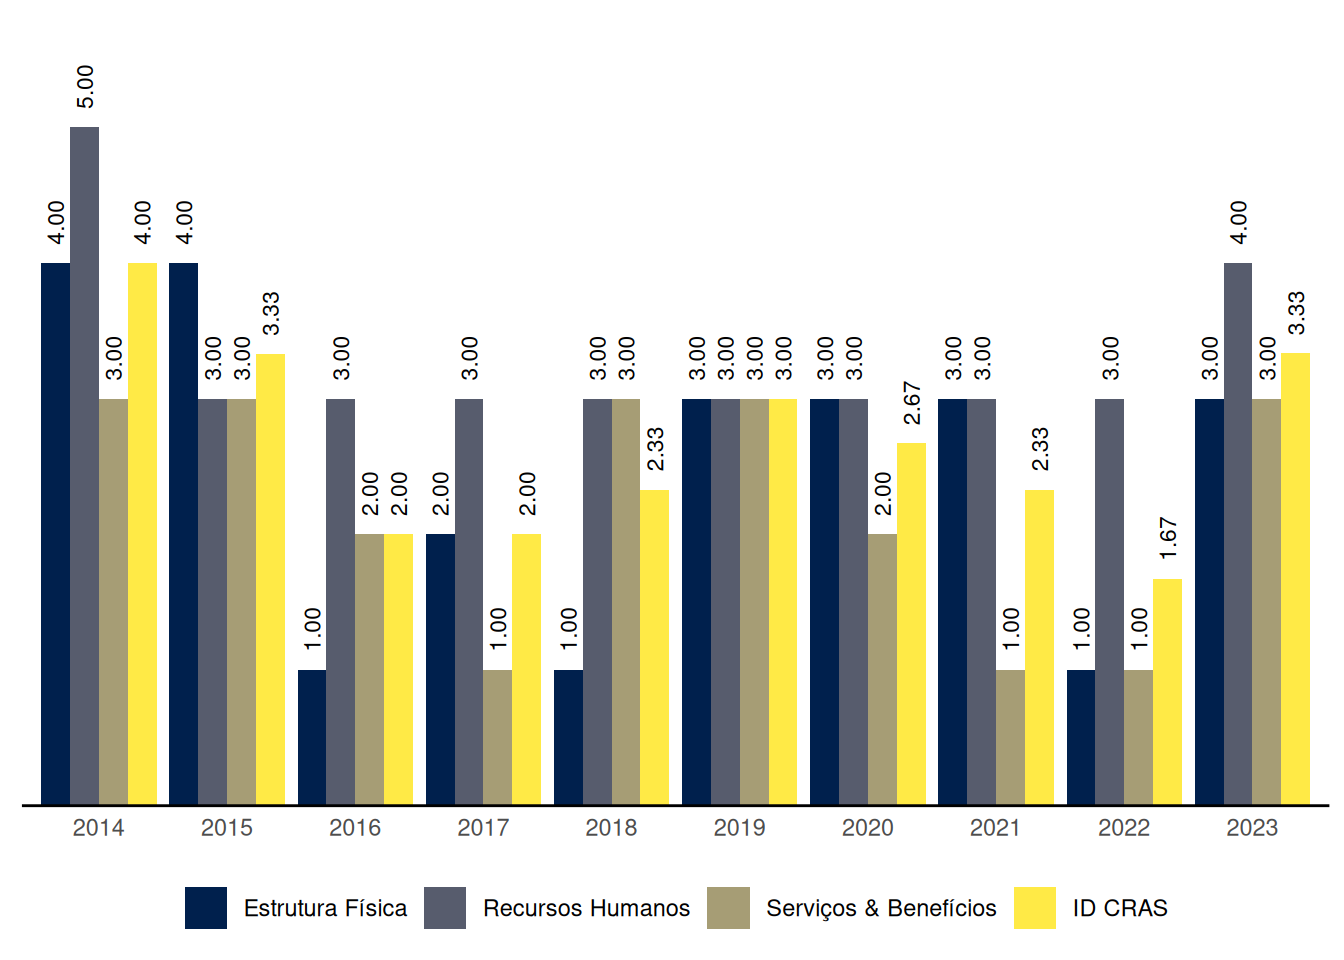 5.00
4.00 4.00 4.00 4.00
3.33 3.33
3.00 3.00 3.00 3.00 3.00 3.00 3.00 3.00 3.00 3.00 3.00 3.00 3.00 3.00 3.00 3.00 3.00 3.00
2.67
2.33 2.33
2.00 2.00 2.00 2.00 2.00
1.67
1.00 1.00 1.00 1.00 1.00 1.00
2014 2015 2016 2017 2018 2019 2020 2021 2022 2023
Estrutura Física Recursos Humanos Serviços & Benefícios ID CRAS